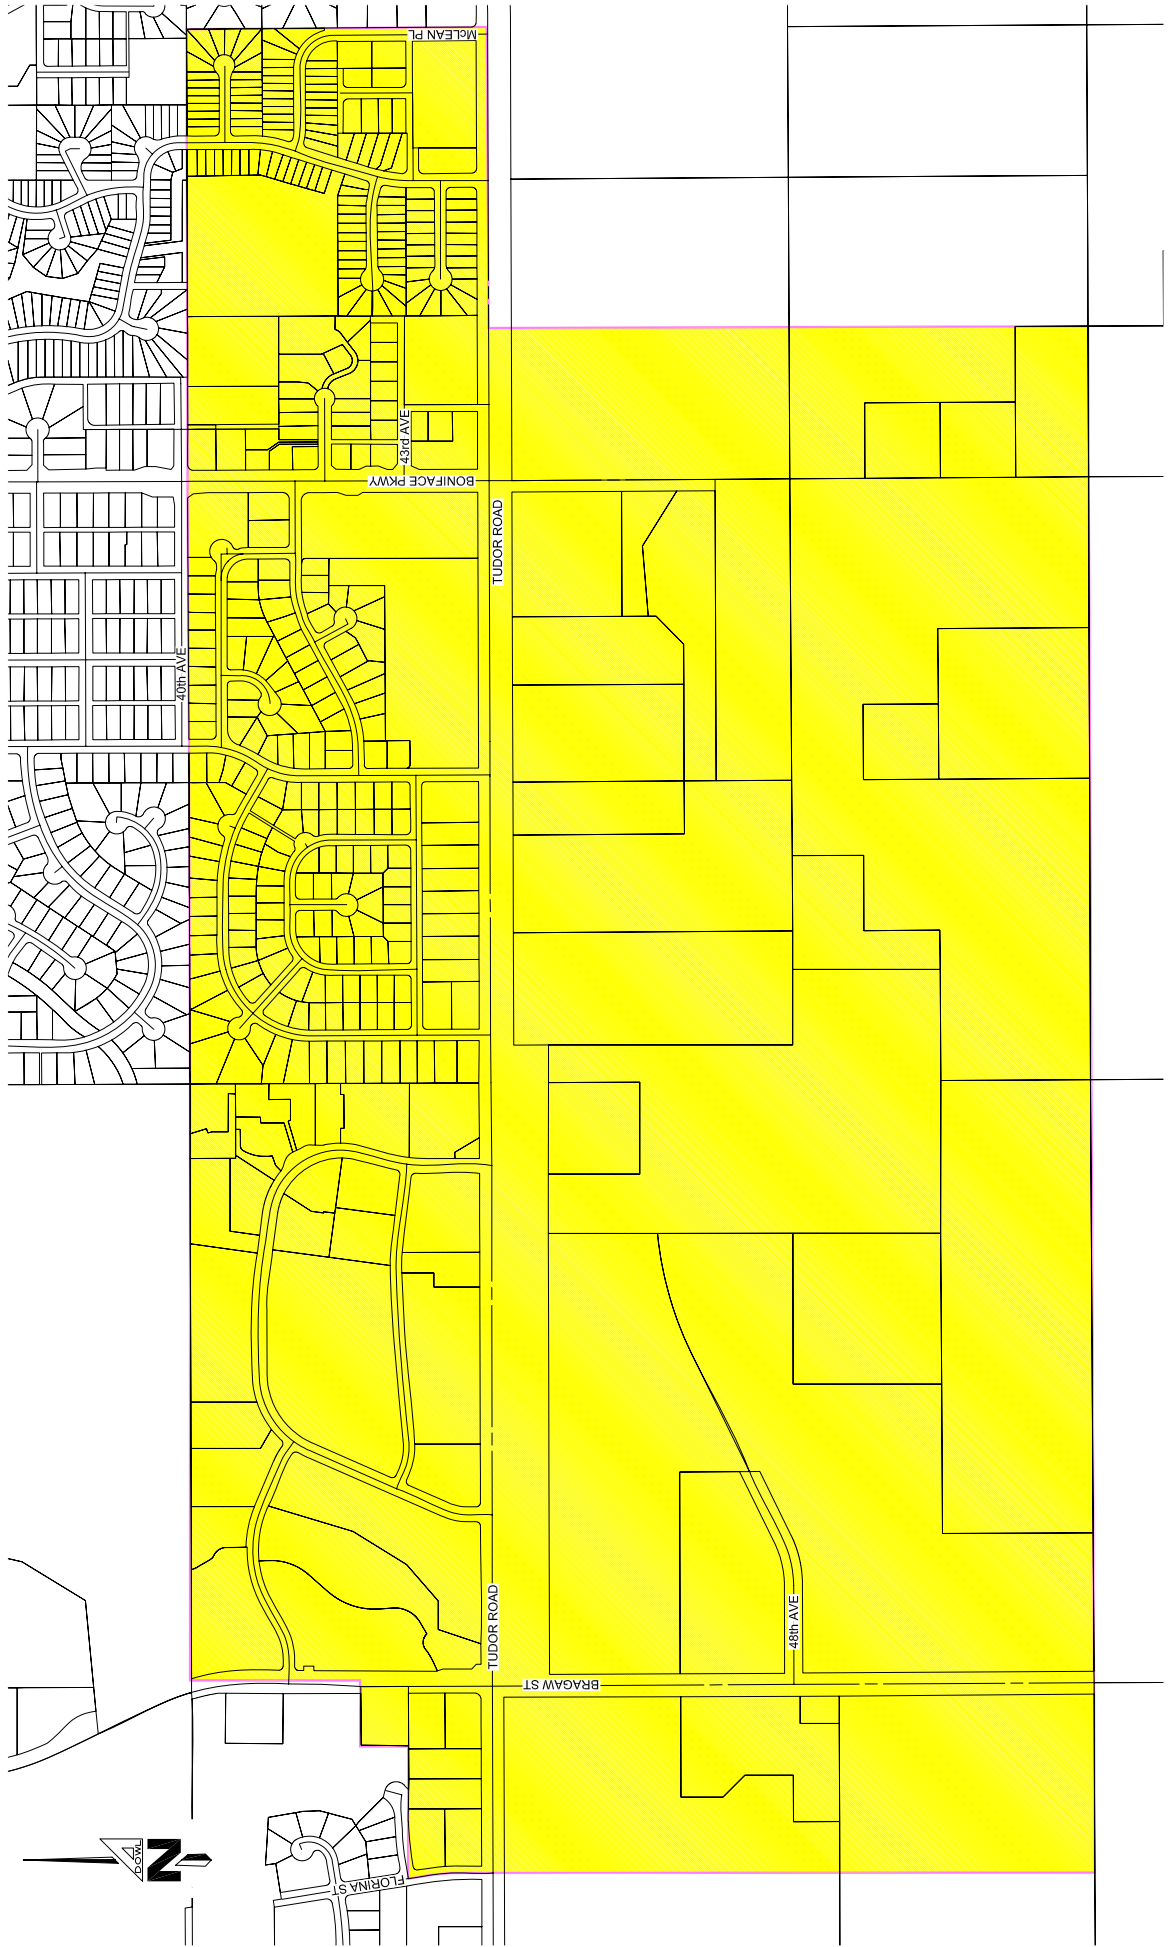 McLEAN PL
43rd AVE
BONIFACE PKWY
TUDOR ROAD
40th AVE
TUDOR ROAD
48th AVE
BRAGAW ST
DOWL
N
FLORINA ST